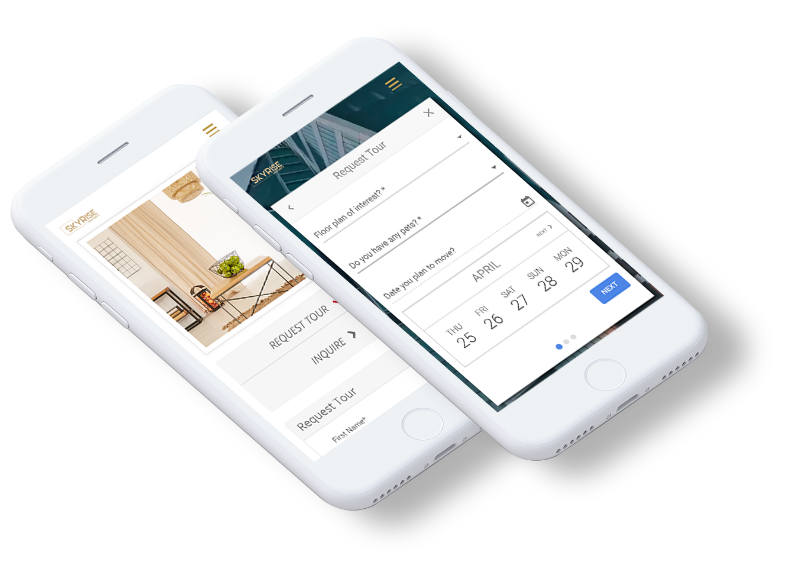 SKYRISE
REQUEST TOUR
INQUIRE
Request Tour
First Name*
SKYRISE
Request Tour
Floor plan of interest? *
Do you have any pets? *
Date you plan to move?
NEXT
APRIL
THU FRI SAT SUN MON
25 26 27 28 29
NEXT